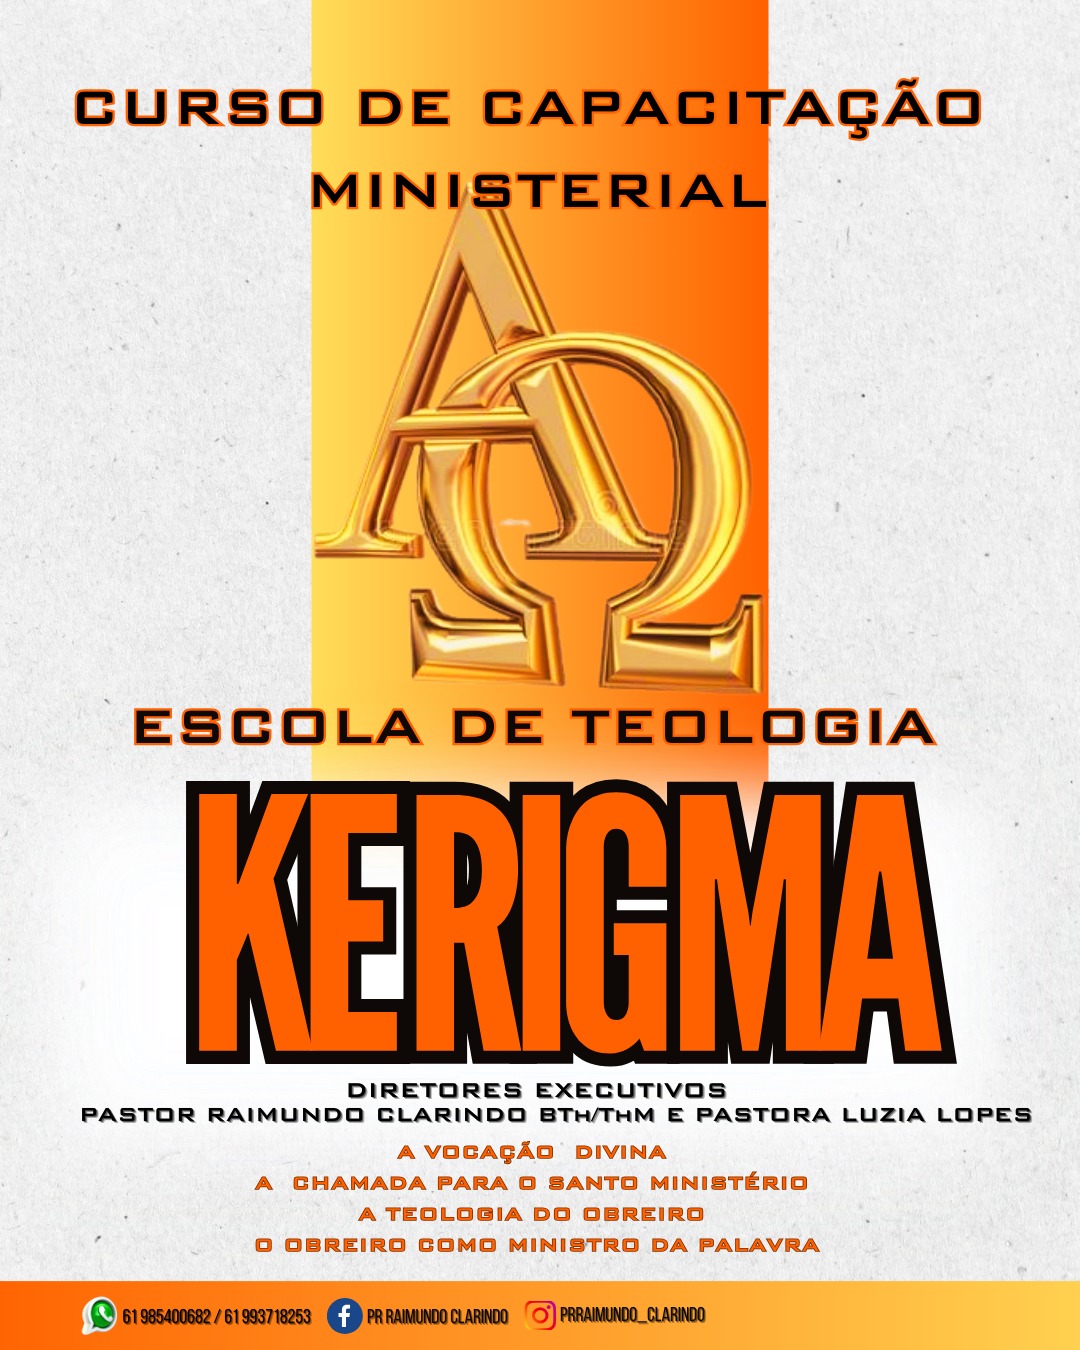 CURSO DE CAPACITAÇÃO
MINISTERIAL
ΑΩ
ESCOLA DE TEOLOGIA
KERIGMA
DIRETORES EXECUTIVOS
PASTOR RAIMUNDO CLARINDO BTh/ThM E PASTORA LUZIA LOPES
A VOCAÇÃO DIVINA
A CHAMADA PARA O SANTO MINISTÉRIO
A TEOLOGIA DO OBREIRO
O OBREIRO COMO MINISTRO DA PALAVRA
61 985400682 / 61 993718253 PR RAIMUNDO CLARINDO PRRAIMUNDO_CLARINDO